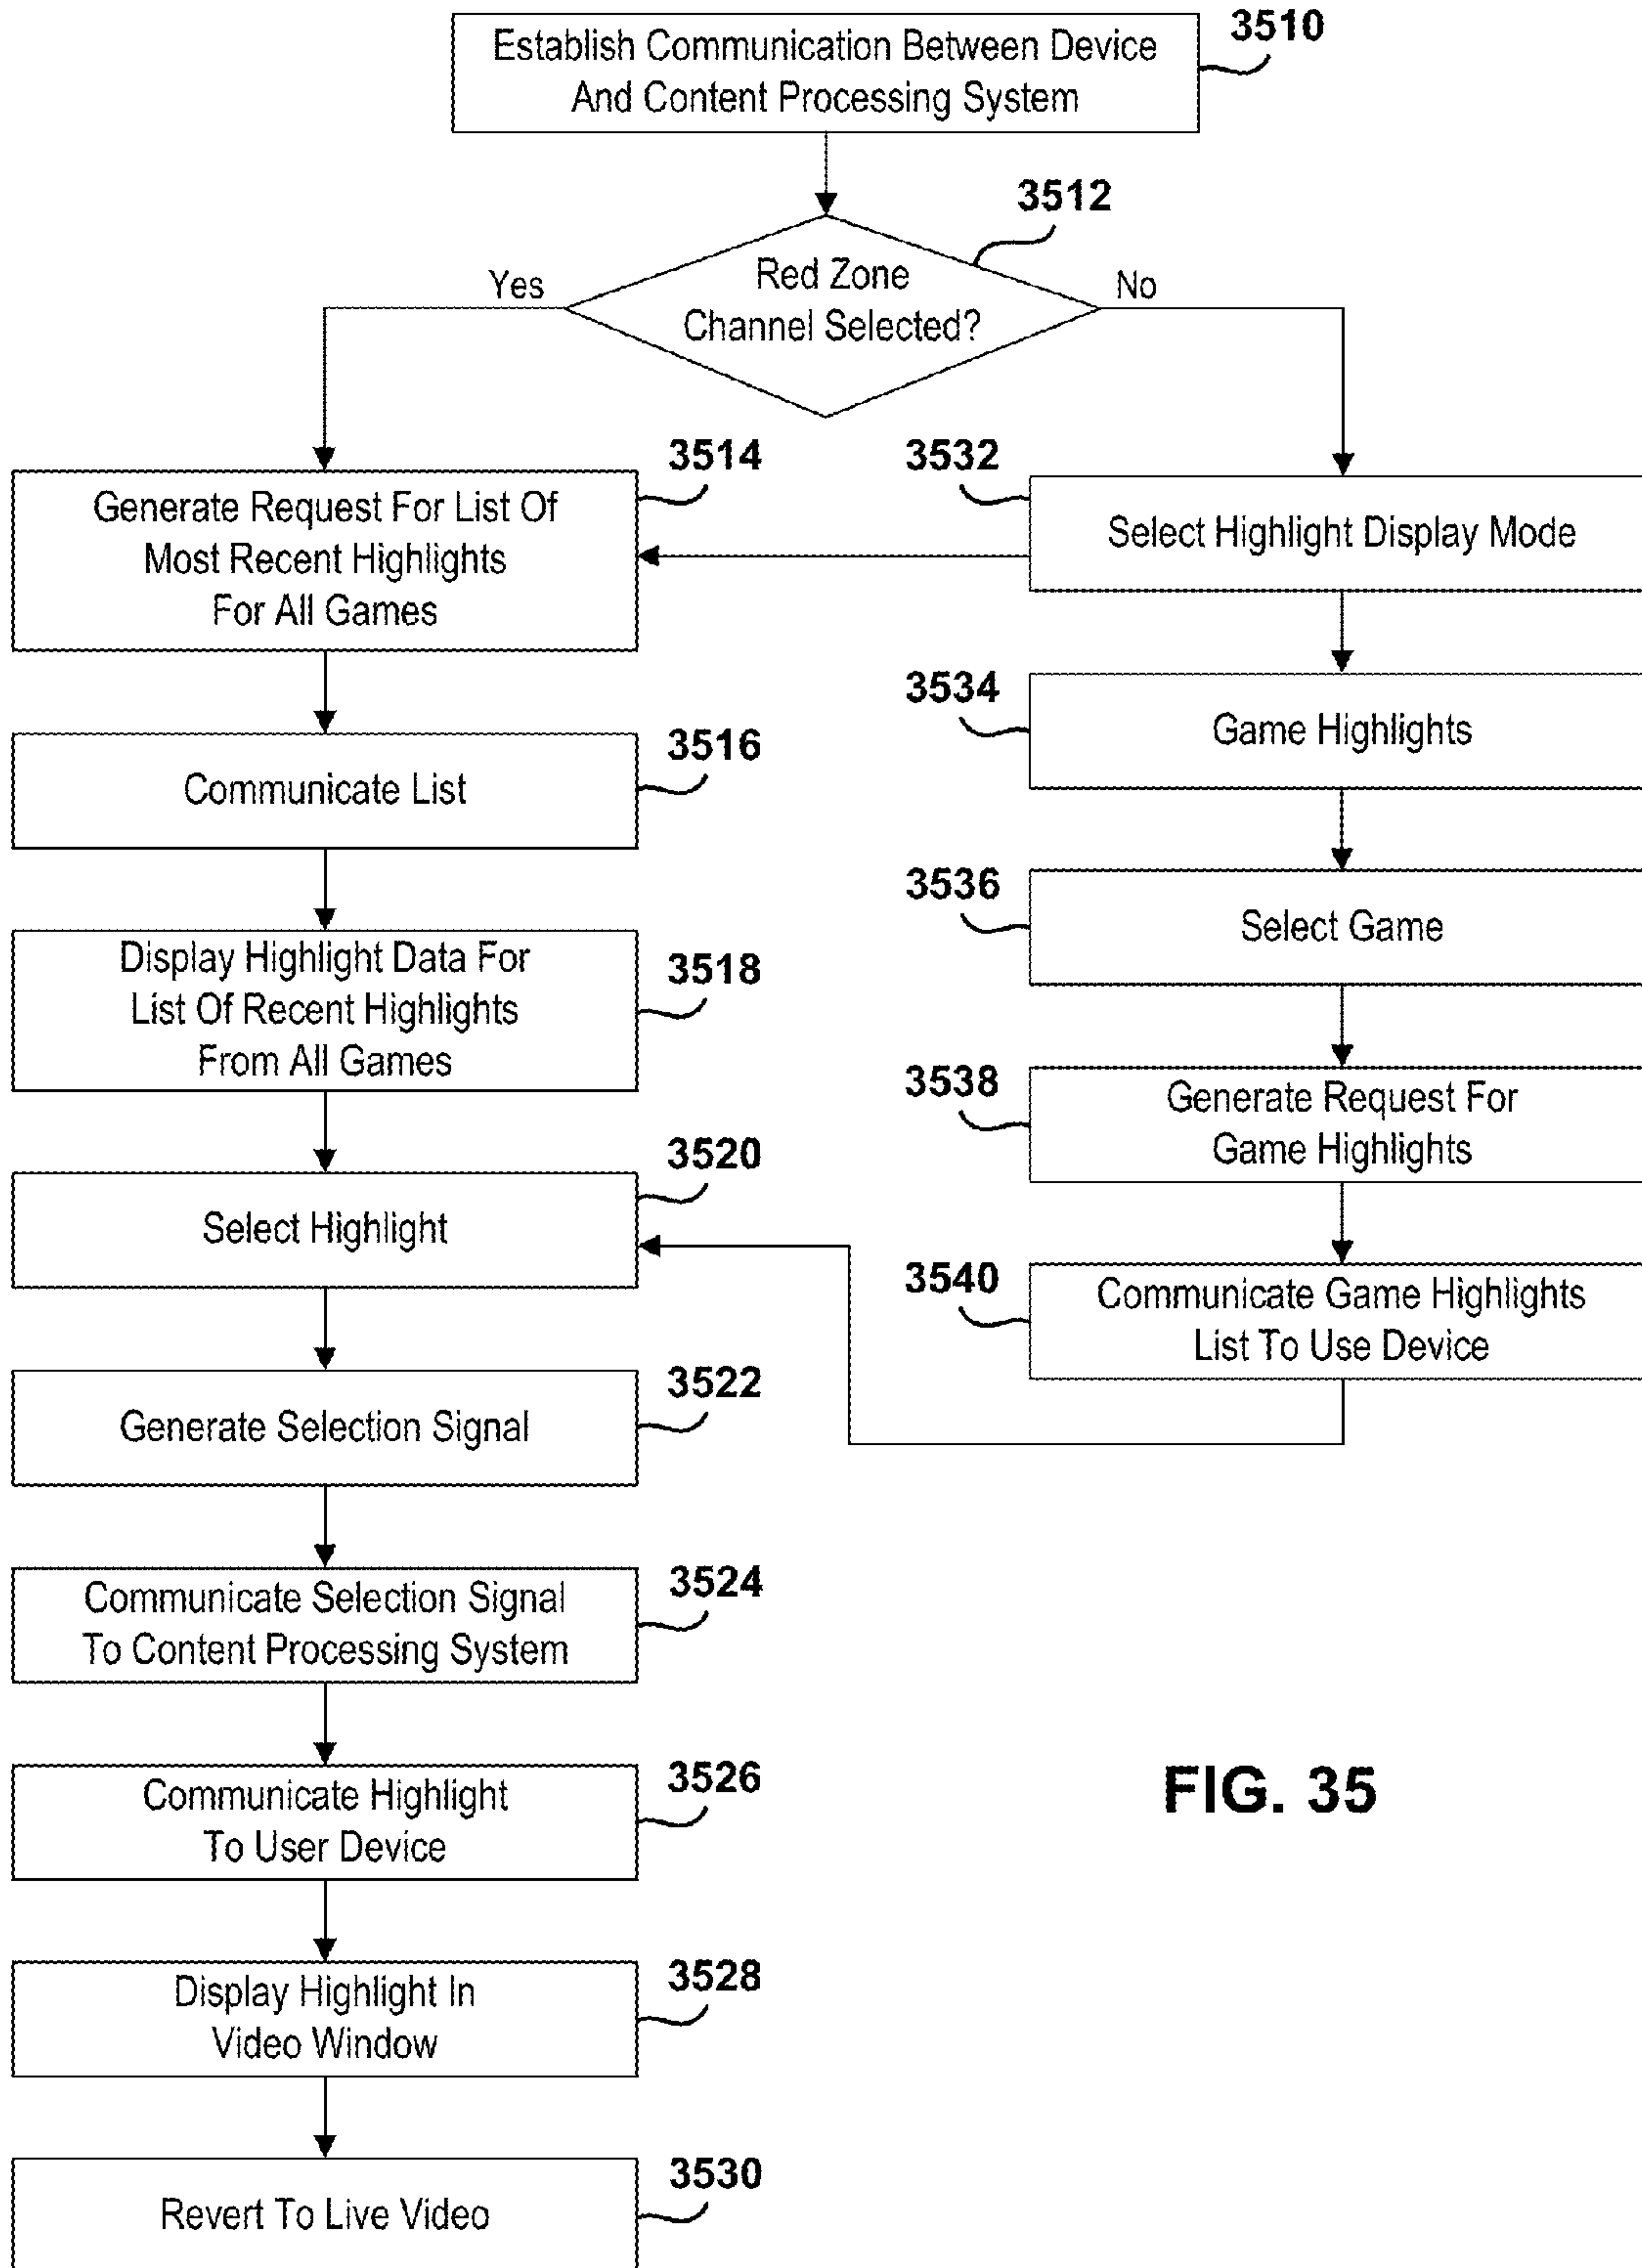 Establish Communication Between Device
And Content Processing System
3510
3512
Red Zone
Channel Selected?
Yes
No
3514
Generate Request For List Of
Most Recent Highlights
For All Games
3532
Select Highlight Display Mode
3516
Communicate List
3534
Game Highlights
3518
Display Highlight Data For
List Of Recent Highlights
From All Games
3536
Select Game
3520
Select Highlight
3538
Generate Request For
Game Highlights
3522
Generate Selection Signal
3540
Communicate Game Highlights
List To Use Device
3524
Communicate Selection Signal
To Content Processing System
3526
Communicate Highlight
To User Device
3528
Display Highlight In
Video Window
3530
Revert To Live Video
FIG. 35